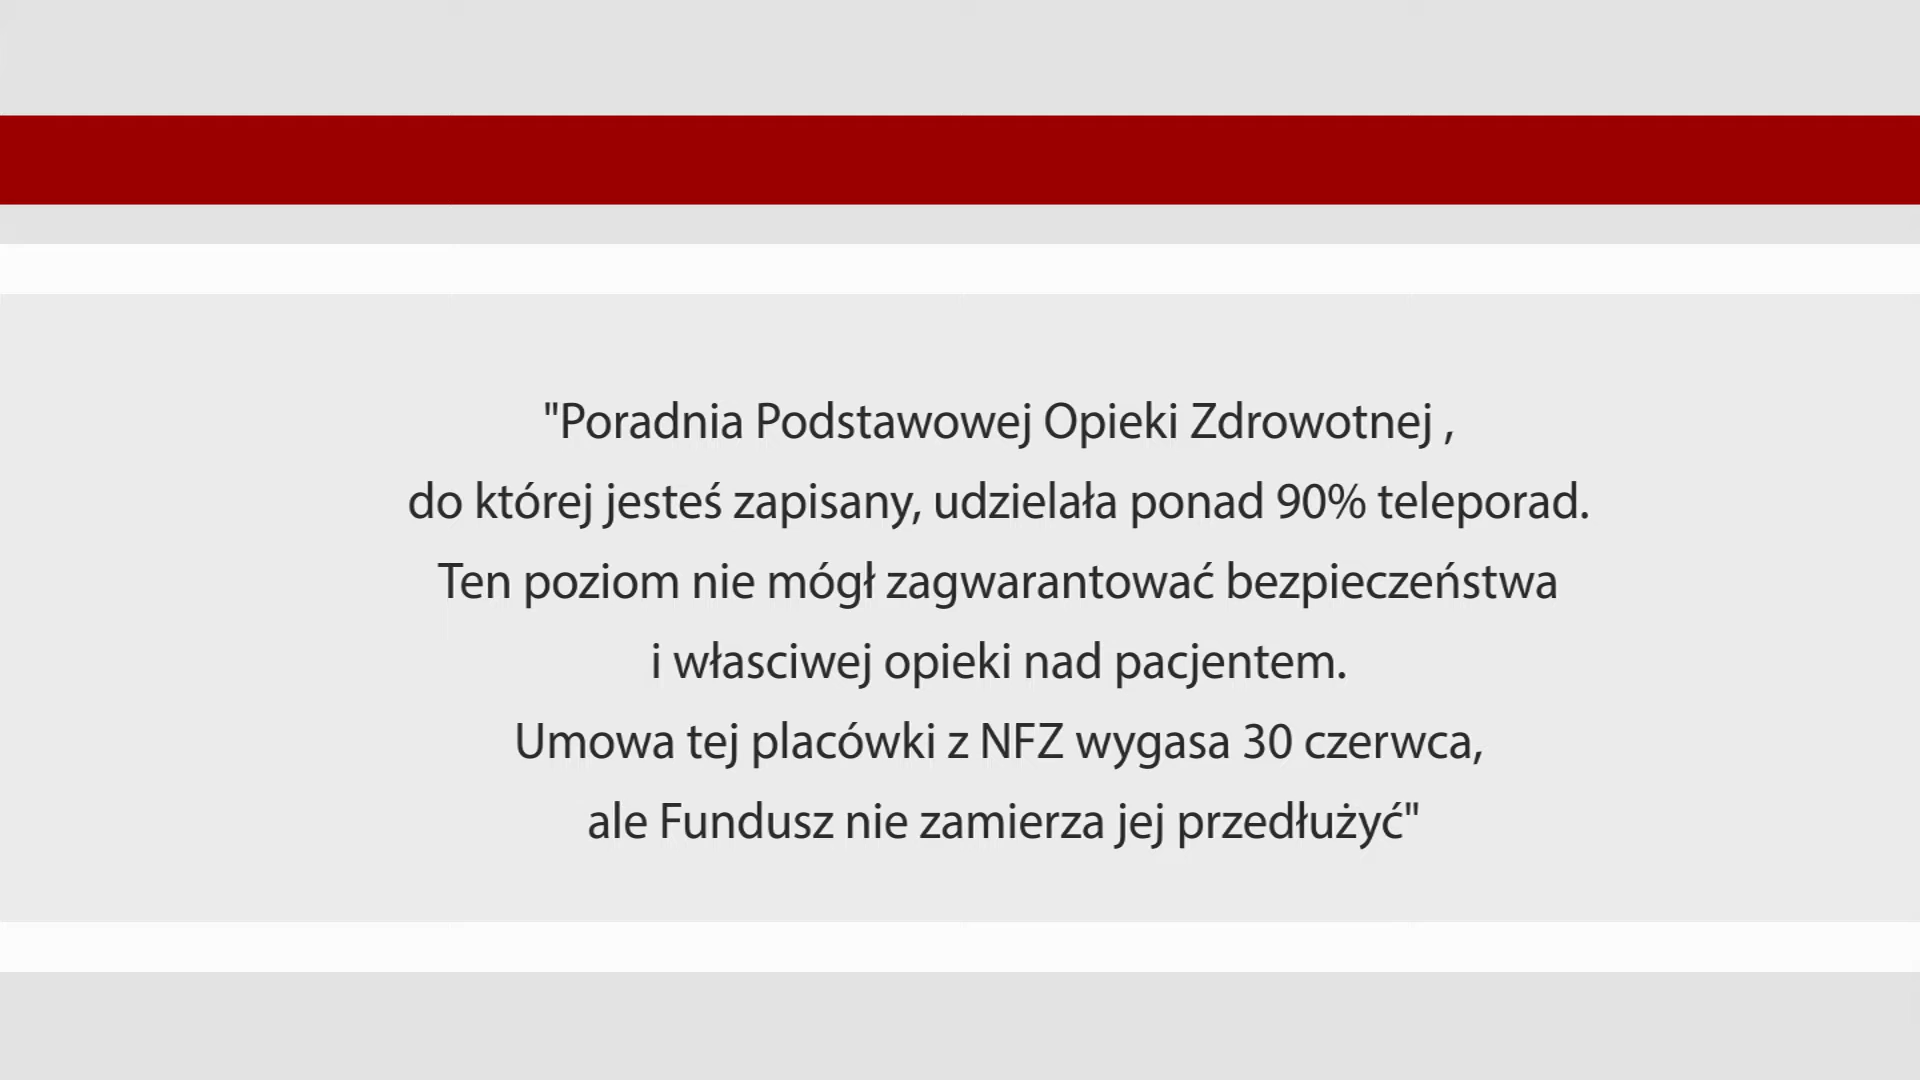 "Poradnia Podstawowej Opieki Zdrowotnej ,
do której jesteś zapisany, udzielała ponad 90% teleporad.
Ten poziom nie mógł zagwarantować bezpieczeństwa
i własciwej opieki nad pacjentem.
Umowa tej placówki z NFZ wygasa 30 czerwca,
ale Fundusz nie zamierza jej przedłużyć"